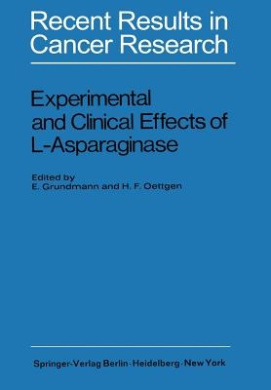 Recent Results in
Cancer Research
Experimental
and Clinical Effects of
L-Asparaginase
Edited by
E. Grundmann and H. F. Oettgen
Springer-Verlag Berlin · Heidelberg · New York